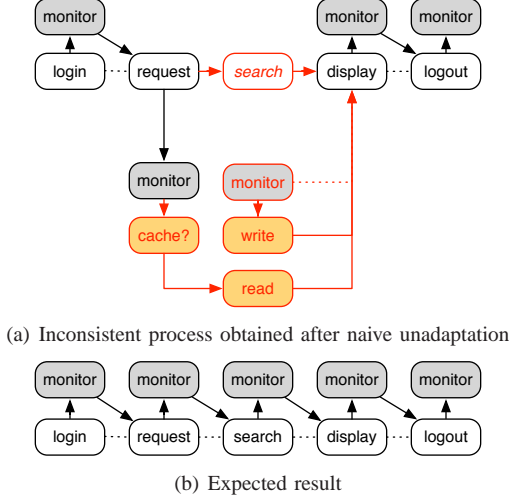 monitor monitor monitor
login request search display logout
monitor monitor
cache? write
read
(a) Inconsistent process obtained after naive unadaptation
monitor monitor monitor monitor monitor
login request search display logout
(b) Expected result